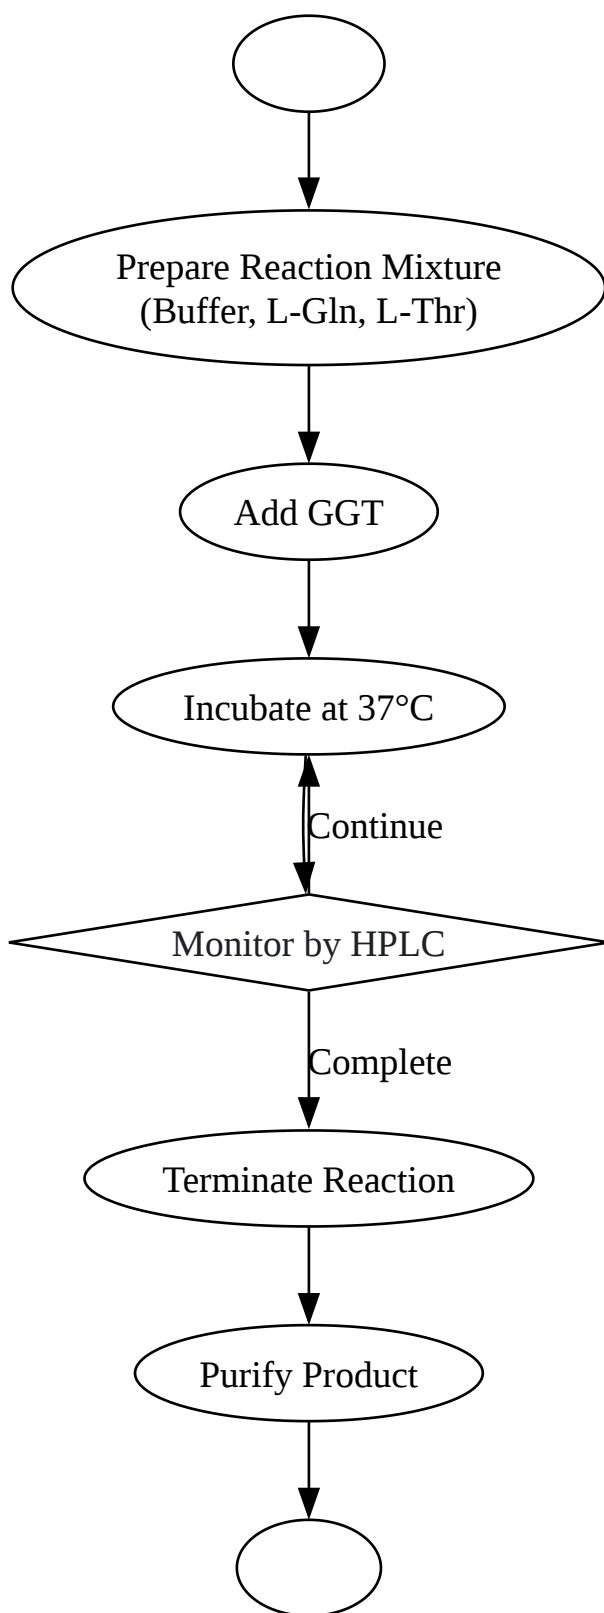 Prepare Reaction Mixture
(Buffer, L-Gln, L-Thr)
Add GGT
Incubate at 37°C
Continue
Monitor by HPLC
Complete
Terminate Reaction
Purify Product